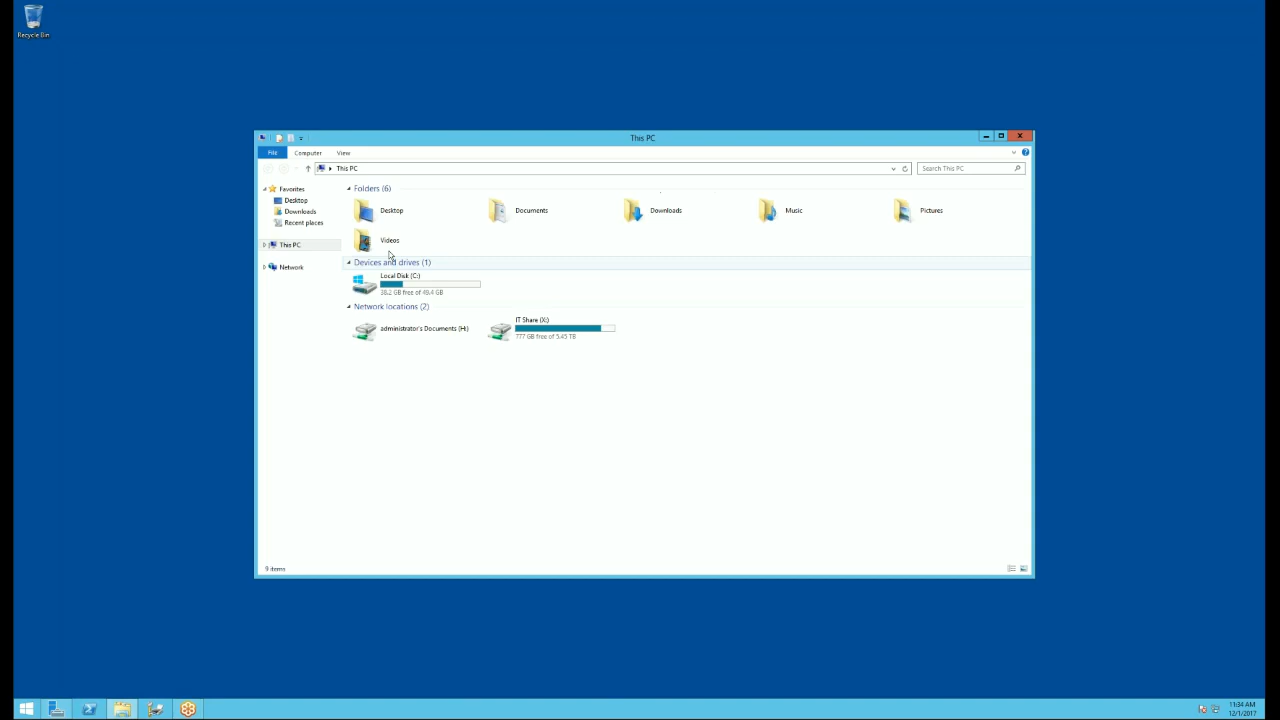 Recycle Bin
This PC
File
Computer
View
This PC
Search This PC
Favorites
Desktop
Downloads
Recent places
This PC
Network
Folders (6)
Desktop
Documents
Downloads
Music
Pictures
Videos
Devices and drives (1)
Local Disk (C:)
38.2 GB free of 49.4 GB
Network locations (2)
administrator's Documents (H:)
IT Share (X:)
777 GB free of 5.45 TB
9 items
11:34 AM
12/1/2017